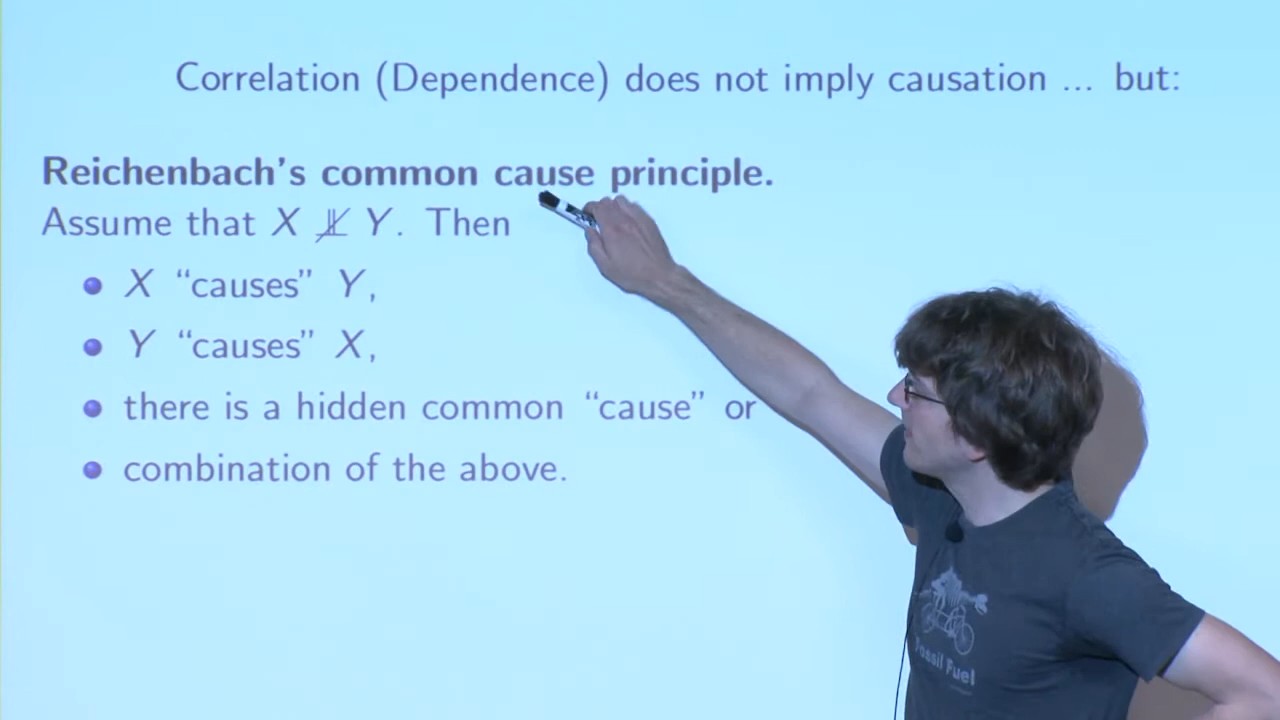 Correlation (Dependence) does not imply causation ... but:
Reichenbach's common cause principle.
Assume that X ⫫̸ Y. Then
X "causes" Y,
Y "causes" X,
there is a hidden common "cause" or
combination of the above.
Fossil Fuel